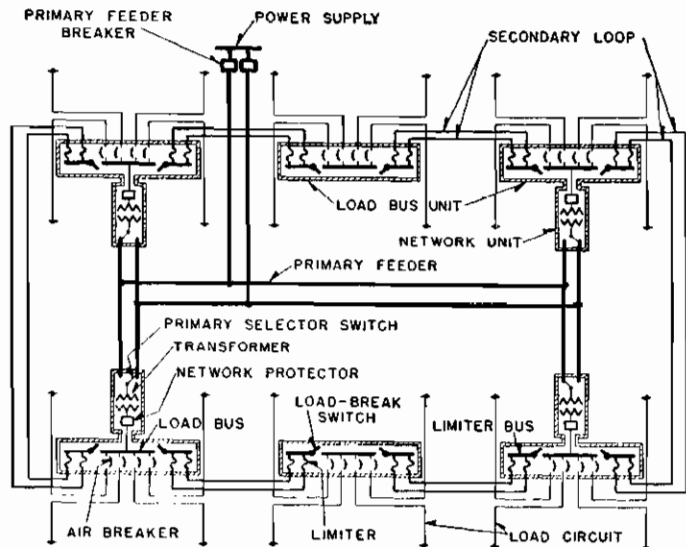 PRIMARY FEEDER
BREAKER
POWER SUPPLY
SECONDARY LOOP
LOAD BUS UNIT
NETWORK UNIT
PRIMARY FEEDER
PRIMARY SELECTOR SWITCH
TRANSFORMER
NETWORK PROTECTOR
LOAD BUS
LOAD-BREAK
SWITCH
LIMITER BUS
AIR BREAKER
LIMITER
LOAD CIRCUIT